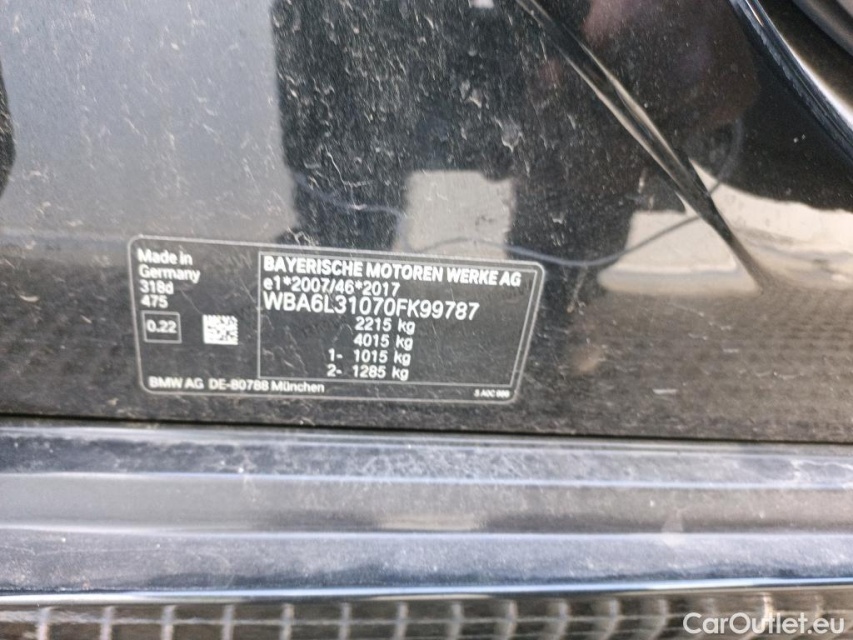 Made in
Germany
318d
475
0.22
BAYERISCHE MOTOREN WERKE AG
e1*2007/46*2017
WBA6L31070FK99787
2215 kg
4015 kg
1- 1015 kg
2- 1285 kg
BMW AG DE-80788 München
CarOutlet.eu